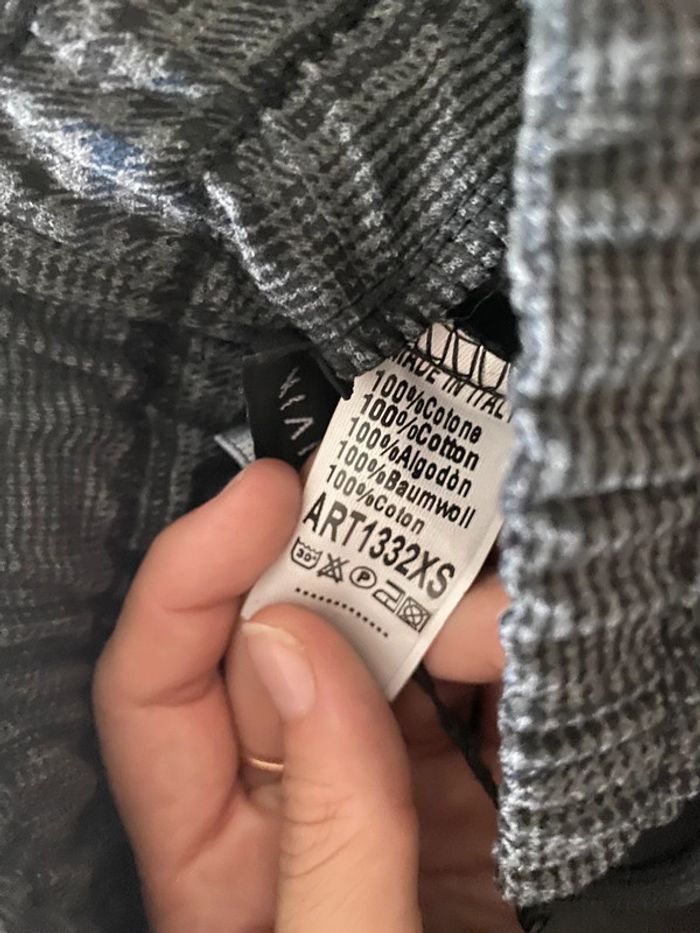 MADE IN ITALY
100%Cotone
100%Cotton
100%Algodòn
100%Baumwoll
100%Coton
ART1332XS
30°
P